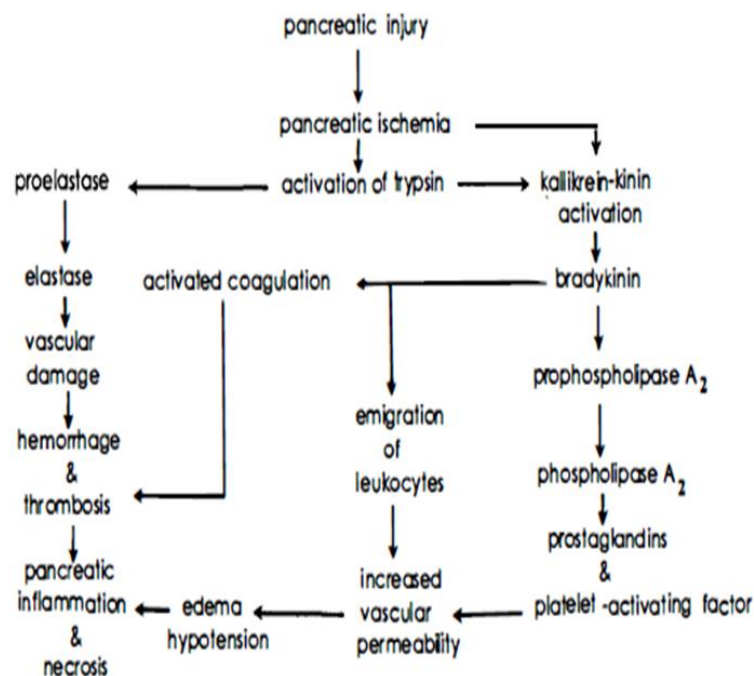 pancreatic injury
pancreatic ischemia
proelastase
activation of trypsin
kallikrein-kinin
activation
elastase
activated coagulation
bradykinin
vascular
damage
prophospholipase A2
emigration
of
leukocytes
hemorrhage
&
thrombosis
phospholipase A2
prostaglandins
&
platelet-activating factor
pancreatic
inflammation
&
necrosis
edema
hypotension
increased
vascular
permeability